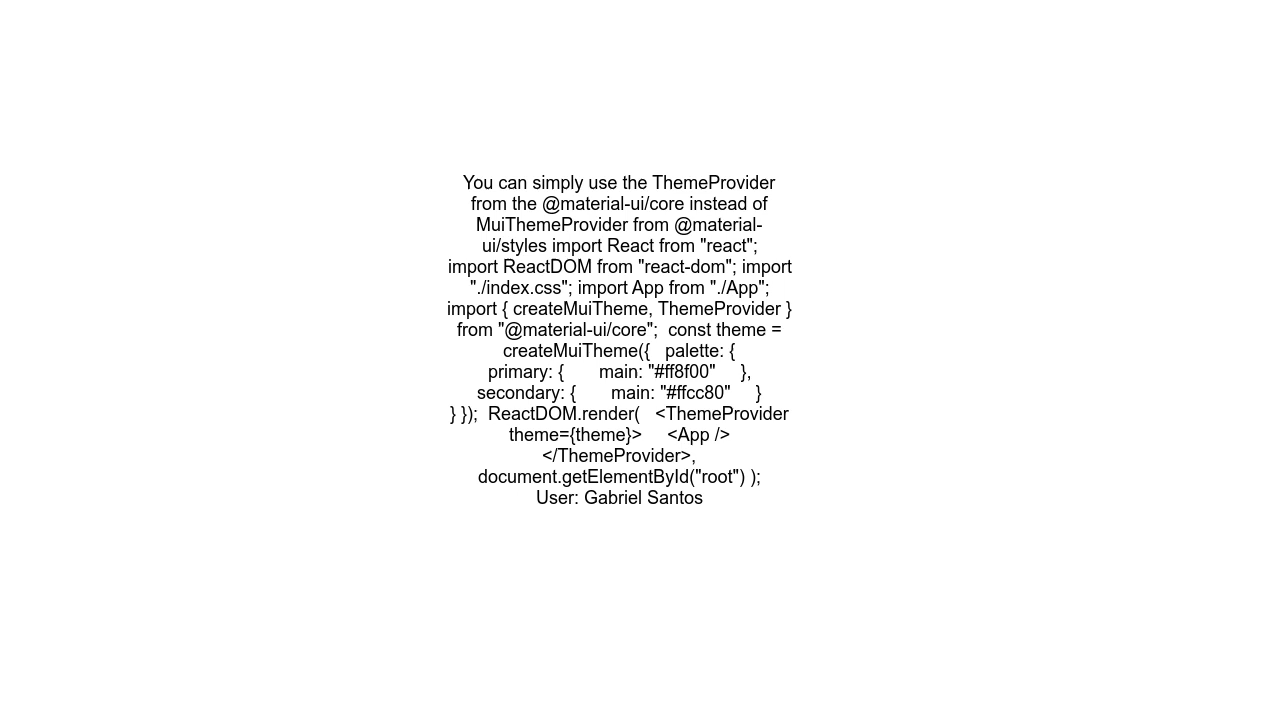 You can simply use the ThemeProvider
from the @material-ui/core instead of
MuiThemeProvider from @material-
ui/styles import React from "react";
import ReactDOM from "react-dom"; import
"./index.css"; import App from "./App";
import { createMuiTheme, ThemeProvider }
from "@material-ui/core";  const theme =
createMuiTheme({   palette: {
primary: {       main: "#ff8f00"     },
secondary: {       main: "#ffcc80"     }
} });  ReactDOM.render(   <ThemeProvider
theme={theme}>     <App />
</ThemeProvider>,
document.getElementById("root") );
User: Gabriel Santos